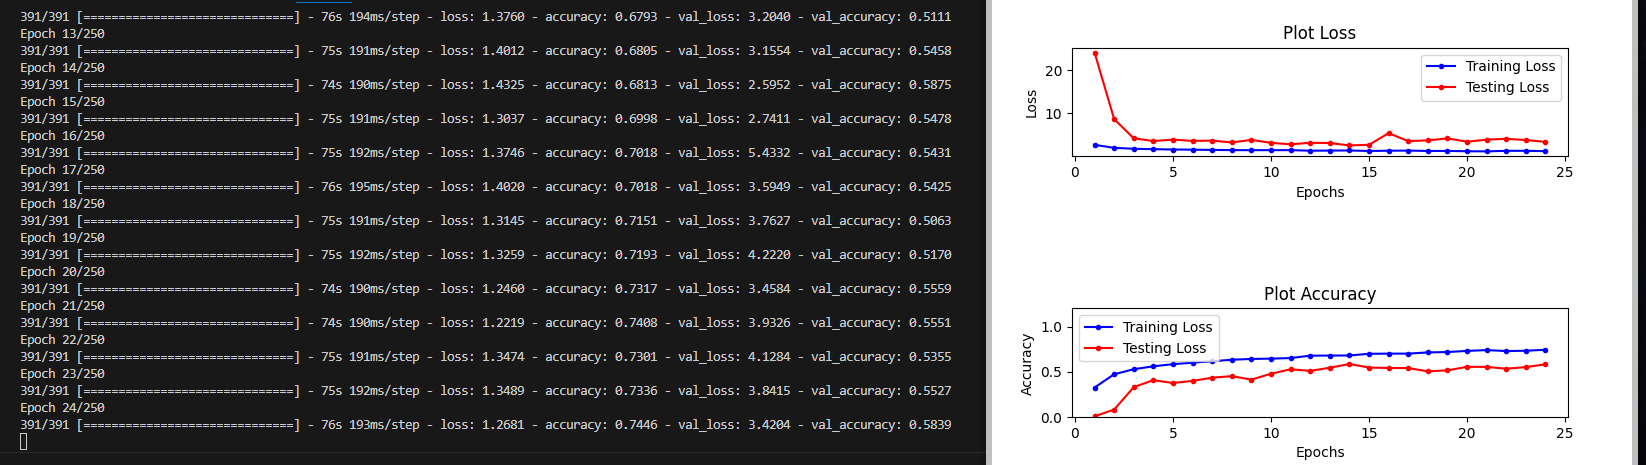 391/391 [==============================] - 76s 194ms/step - loss: 1.3760 - accuracy: 0.6793 - val_loss: 3.2040 - val_accuracy: 0.5111
Epoch 13/250
391/391 [==============================] - 75s 191ms/step - loss: 1.4012 - accuracy: 0.6805 - val_loss: 3.1554 - val_accuracy: 0.5458
Epoch 14/250
391/391 [==============================] - 74s 190ms/step - loss: 1.4325 - accuracy: 0.6813 - val_loss: 2.5952 - val_accuracy: 0.5875
Epoch 15/250
391/391 [==============================] - 75s 191ms/step - loss: 1.3037 - accuracy: 0.6998 - val_loss: 2.7411 - val_accuracy: 0.5478
Epoch 16/250
391/391 [==============================] - 75s 192ms/step - loss: 1.3746 - accuracy: 0.7018 - val_loss: 5.4332 - val_accuracy: 0.5431
Epoch 17/250
391/391 [==============================] - 76s 195ms/step - loss: 1.4020 - accuracy: 0.7018 - val_loss: 3.5949 - val_accuracy: 0.5425
Epoch 18/250
391/391 [==============================] - 75s 191ms/step - loss: 1.3145 - accuracy: 0.7151 - val_loss: 3.7627 - val_accuracy: 0.5063
Epoch 19/250
391/391 [==============================] - 75s 192ms/step - loss: 1.3259 - accuracy: 0.7193 - val_loss: 4.2220 - val_accuracy: 0.5170
Epoch 20/250
391/391 [==============================] - 74s 190ms/step - loss: 1.2460 - accuracy: 0.7317 - val_loss: 3.4584 - val_accuracy: 0.5559
Epoch 21/250
391/391 [==============================] - 74s 190ms/step - loss: 1.2219 - accuracy: 0.7408 - val_loss: 3.9326 - val_accuracy: 0.5551
Epoch 22/250
391/391 [==============================] - 75s 191ms/step - loss: 1.3474 - accuracy: 0.7301 - val_loss: 4.1284 - val_accuracy: 0.5355
Epoch 23/250
391/391 [==============================] - 75s 192ms/step - loss: 1.3489 - accuracy: 0.7336 - val_loss: 3.8415 - val_accuracy: 0.5527
Epoch 24/250
391/391 [==============================] - 76s 193ms/step - loss: 1.2681 - accuracy: 0.7446 - val_loss: 3.4204 - val_accuracy: 0.5839
Plot Loss
Training Loss
Testing Loss
20
10
Loss
0 5 10 15 20 25
Epochs
Plot Accuracy
Training Loss
Testing Loss
1.0
0.5
0.0
Accuracy
0 5 10 15 20 25
Epochs